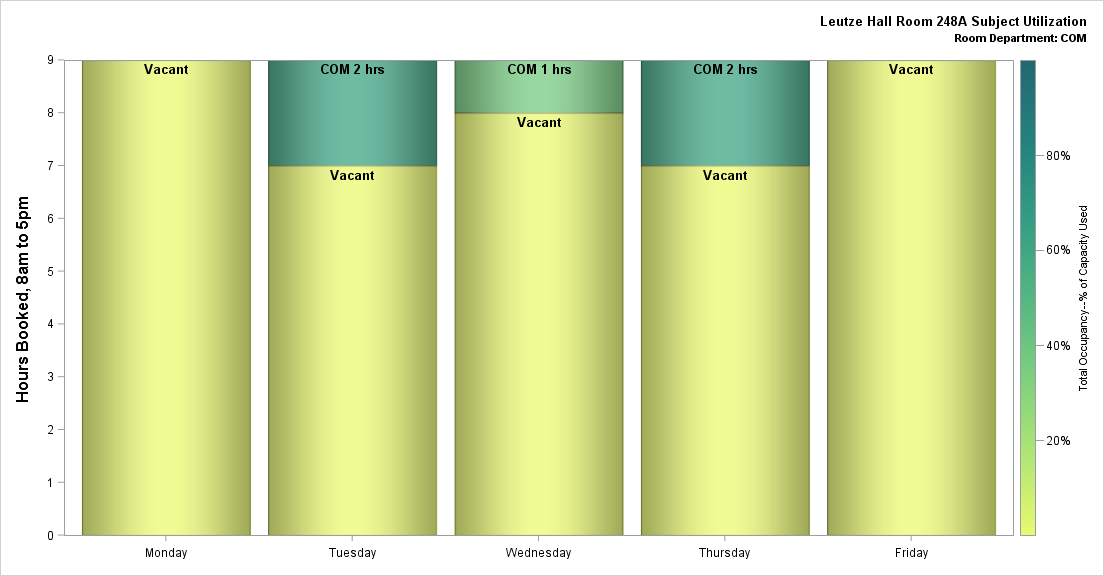 Leutze Hall Room 248A Subject Utilization
Room Department: COM
Hours Booked, 8am to 5pm
9
8
7
6
5
4
3
2
1
0
Vacant
COM 2 hrs
Vacant
COM 1 hrs
Vacant
COM 2 hrs
Vacant
Vacant
Monday
Tuesday
Wednesday
Thursday
Friday
80%
60%
40%
20%
Total Occupancy--% of Capacity Used